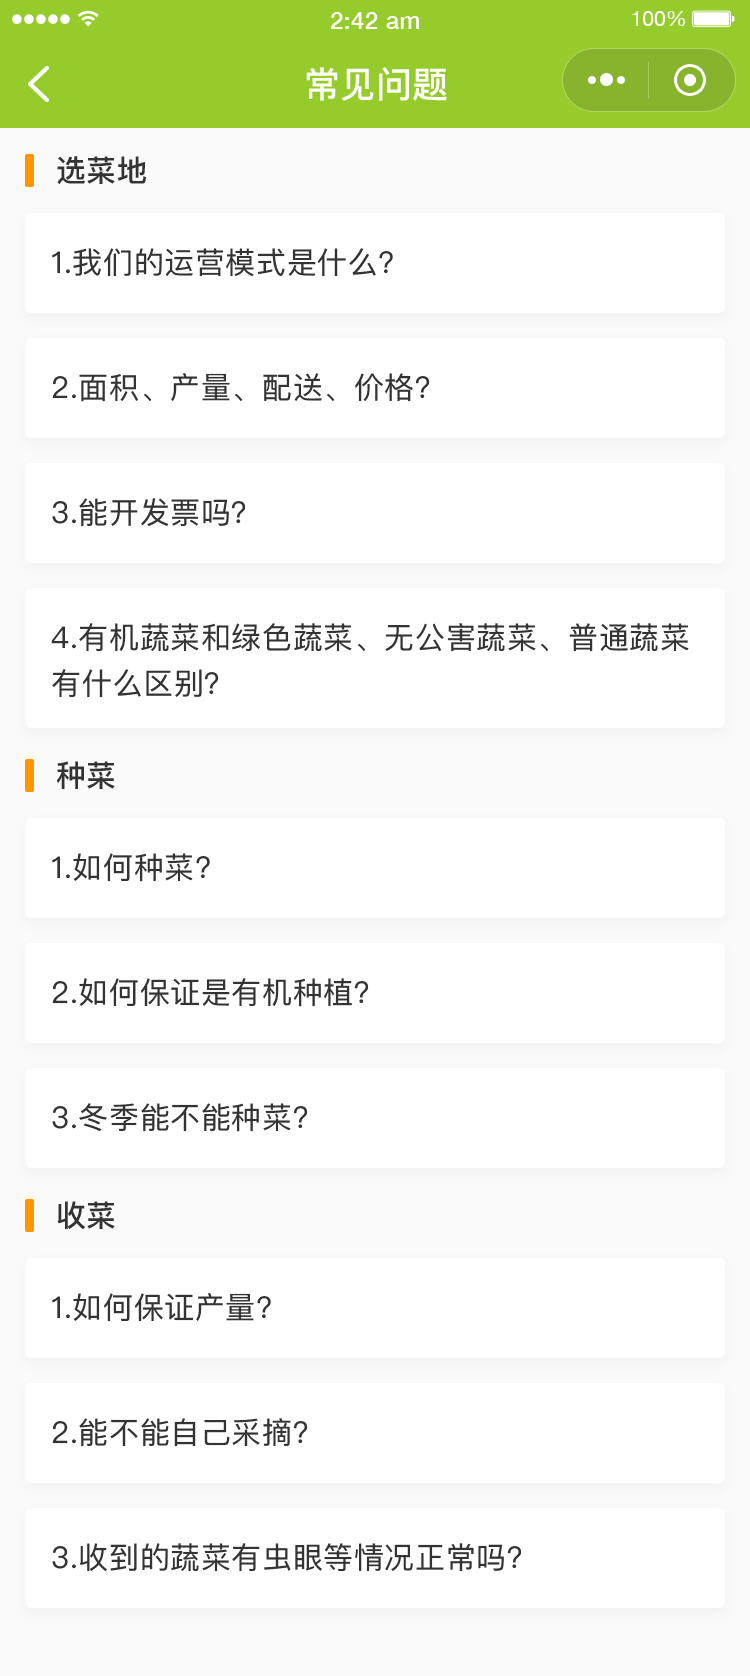 2:42 am
100%
常见问题
选菜地
1.我们的运营模式是什么?
2.面积、产量、配送、价格?
3.能开发票吗?
4.有机蔬菜和绿色蔬菜、无公害蔬菜、普通蔬菜
有什么区别?
种菜
1.如何种菜?
2.如何保证是有机种植?
3.冬季能不能种菜?
收菜
1.如何保证产量?
2.能不能自己采摘?
3.收到的蔬菜有虫眼等情况正常吗?